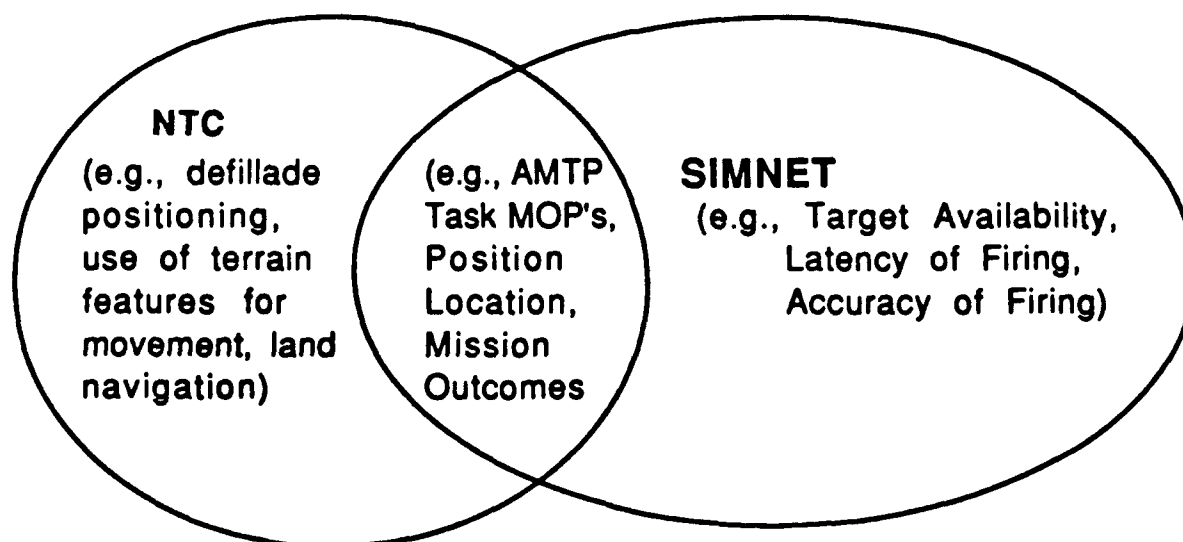 NTC
(e.g., defillade
positioning,
use of terrain
features for
movement, land
navigation)
(e.g., AMTP
Task MOP's,
Position
Location,
Mission
Outcomes
SIMNET
(e.g., Target Availability,
Latency of Firing,
Accuracy of Firing)